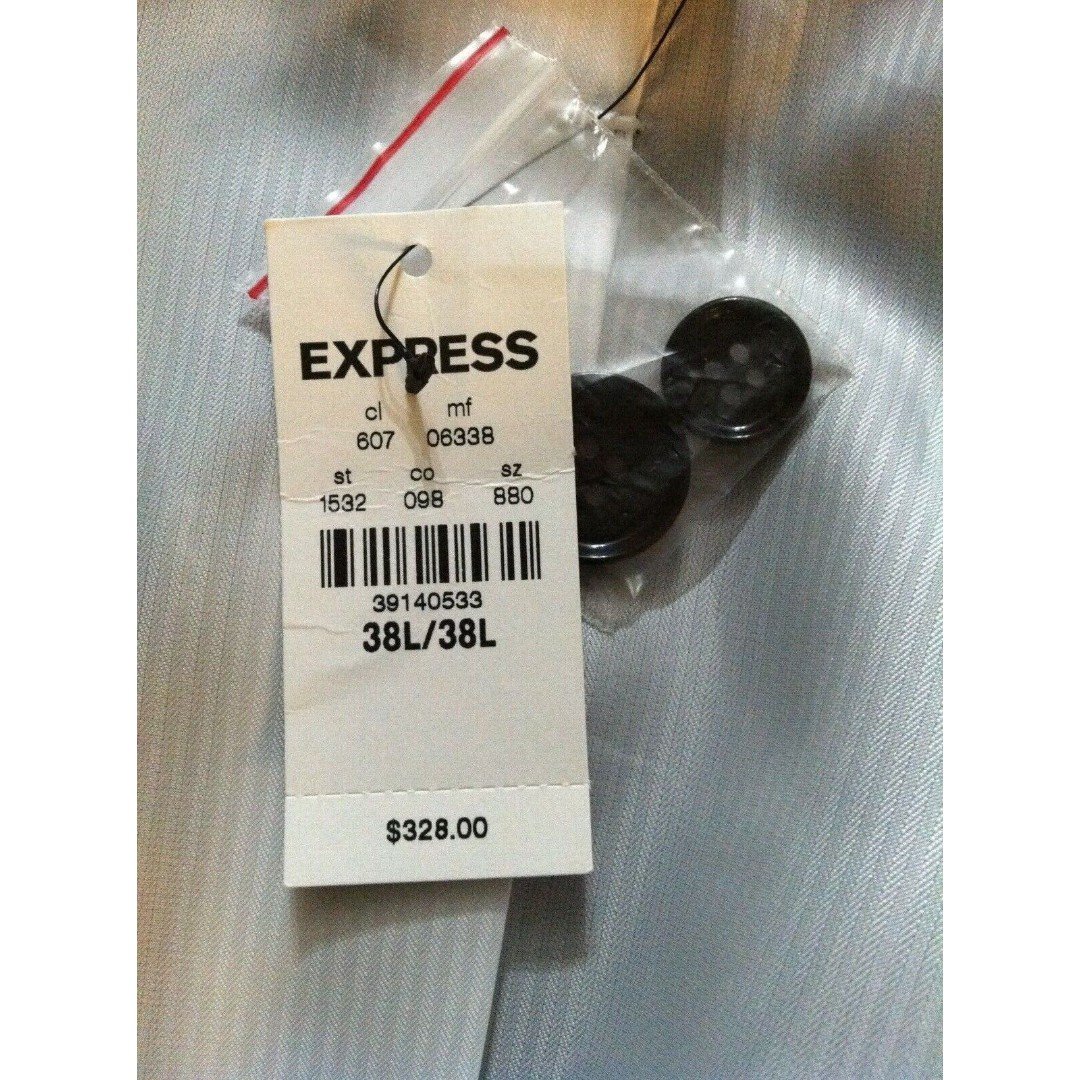 EXPRESS
cl mf
607 06338
st co sz
1532 098 880
39140533
38L/38L
$328.00